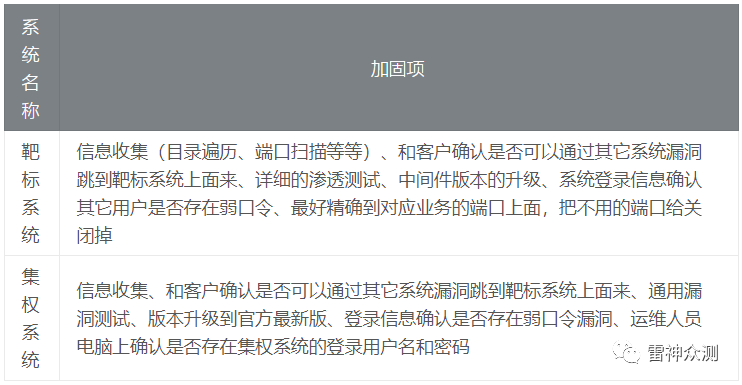 系统名称
加固项
靶标系统
信息收集（目录遍历、端口扫描等等）、和客户确认是否可以通过其它系统漏洞
跳到靶标系统上面来、详细的渗透测试、中间件版本的升级、系统登录信息确认
其它用户是否存在弱口令、最好精确到对应业务的端口上面，把不用的端口给关
闭掉
集权系统
信息收集、和客户确认是否可以通过其它系统漏洞跳到靶标系统上面来、通用漏
洞测试、版本升级到官方最新版、登录信息确认是否存在弱口令漏洞、运维人员
电脑上确认是否存在集权系统的登录用户名和密码
雷神众测